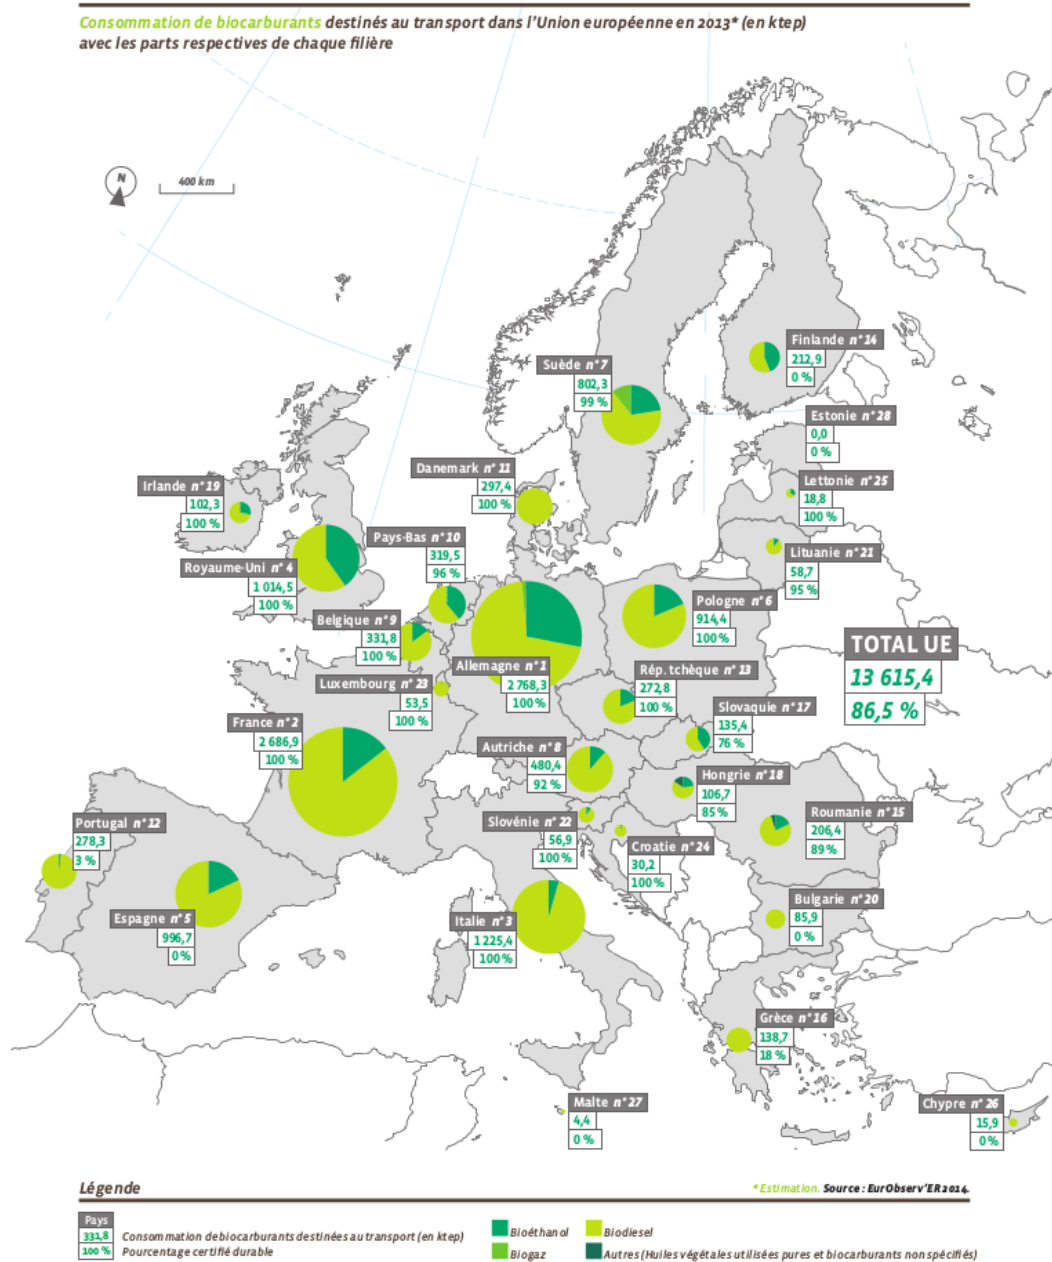 Consommation de biocarburants destinés au transport dans l'Union européenne en 2013* (en ktep)
avec les parts respectives de chaque filière
N
400 km
Finlande n°14
212,9
0 %
Suède n°7
802,3
99 %
Estonie n°28
0,0
0 %
Danemark n°11
297,4
100 %
Lettonie n°25
18,8
100 %
Irlande n°19
102,3
100 %
Pays-Bas n°10
319,5
96 %
Lituanie n°21
58,7
95 %
Royaume-Uni n°4
1 014,5
100 %
Pologne n°6
914,4
100 %
Belgique n°9
331,8
100 %
TOTAL UE
13 615,4
86,5 %
Allemagne n°1
2 768,3
100 %
Rép. tchèque n°13
272,8
100 %
Luxembourg n°23
53,5
100 %
Slovaquie n°17
135,4
76 %
France n°2
2 686,9
100 %
Autriche n°8
480,4
92 %
Hongrie n°18
106,7
85 %
Roumanie n°15
206,4
89 %
Portugal n°12
278,3
3 %
Slovénie n°22
56,9
100 %
Croatie n°24
30,2
100 %
Bulgarie n°20
85,9
0 %
Espagne n°5
996,7
0 %
Italie n°3
1 225,4
100 %
Grèce n°16
138,7
18 %
Malte n°27
4,4
0 %
Chypre n°26
15,9
0 %
Légende
*Estimation. Source : EurObserv'ER 2014.
Pays
331,8 Consommation de biocarburants destinées au transport (en ktep)
100 % Pourcentage certifié durable
Bioéthanol
Biodiesel
Biogaz
Autres (Huiles végétales utilisées pures et biocarburants non spécifiés)